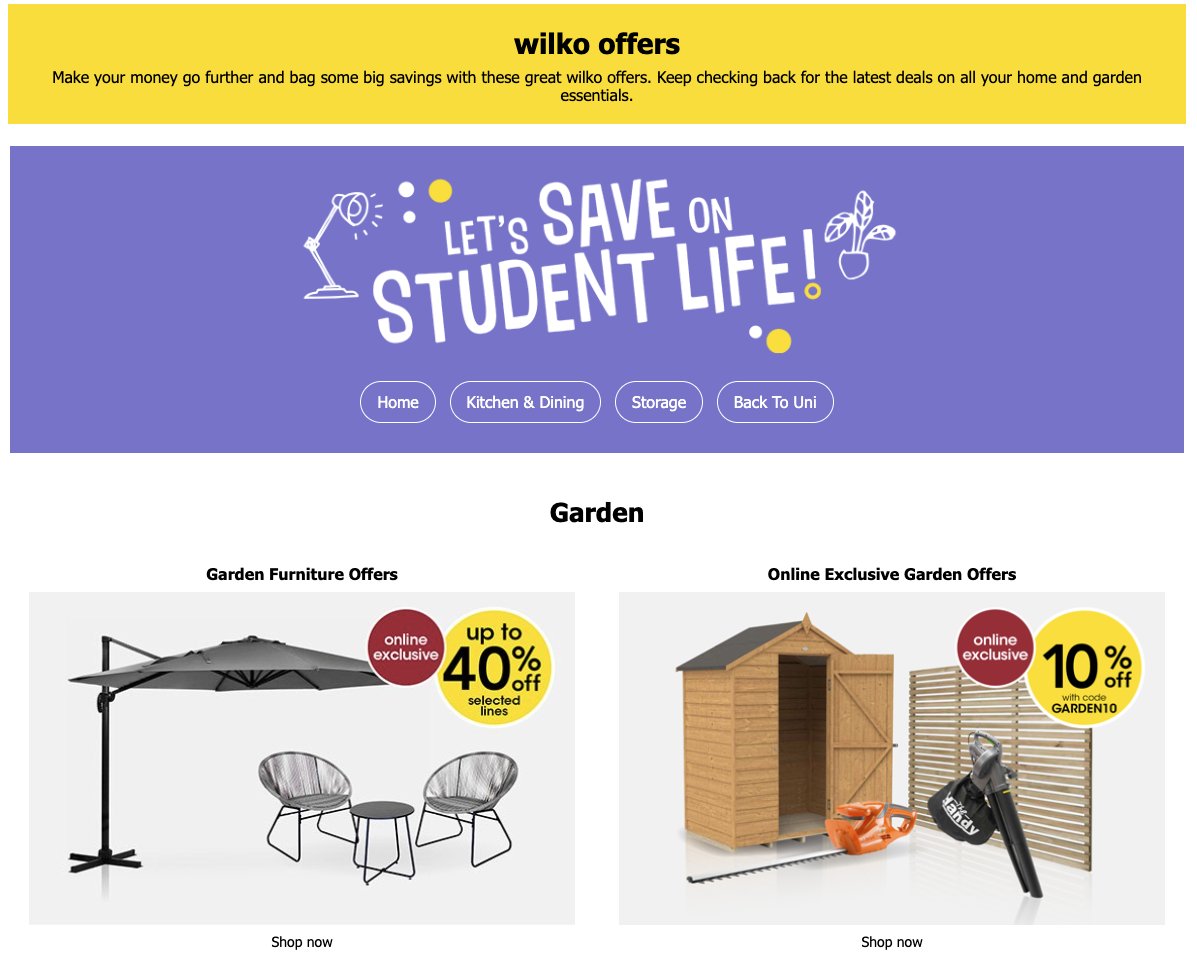 wilko offers
Make your money go further and bag some big savings with these great wilko offers. Keep checking back for the latest deals on all your home and garden
essentials.
LET'S SAVE ON
STUDENT LIFE!
Home
Kitchen & Dining
Storage
Back To Uni
Garden
Garden Furniture Offers
online
exclusive
up to
40%
off
selected
lines
Shop now
Online Exclusive Garden Offers
online
exclusive
10%
off
with code
GARDEN10
The
Handy
Shop now